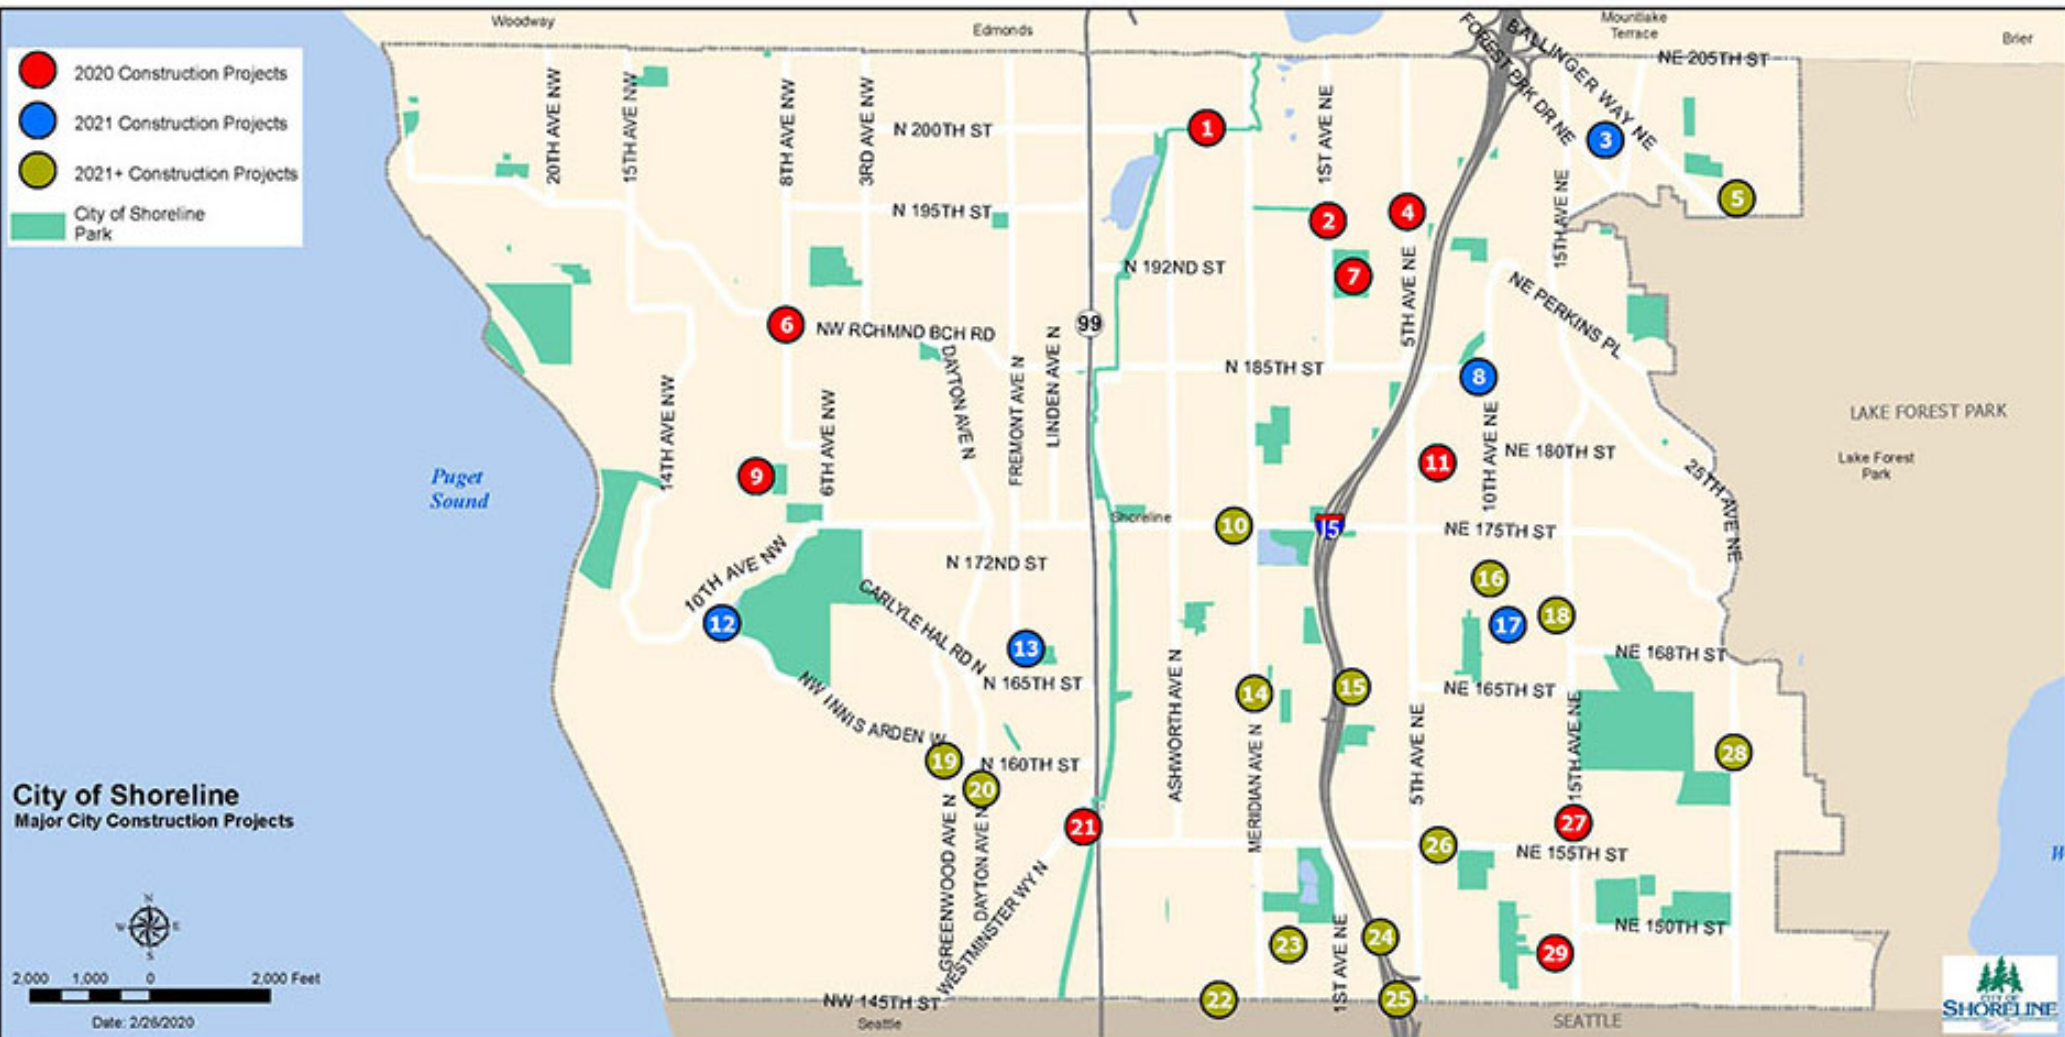 Woodway
Edmonds
Mountlake
Terrace
Brier
2020 Construction Projects
2021 Construction Projects
2021+ Construction Projects
City of Shoreline
Park
FOREST PRK DR NE
BALLINGER WAY NE
NE 205TH ST
20TH AVE NW
15TH AVE NW
8TH AVE NW
3RD AVE NW
N 200TH ST
1
1ST AVE NE
3
15TH AVE NE
5
N 195TH ST
2
4
N 192ND ST
7
5TH AVE NE
NE PERKINS PL
6
NW RCHMND BCH RD
99
DAYTON AVE N
FREMONT AVE N
LINDEN AVE N
N 185TH ST
8
14TH AVE NW
6TH AVE NW
10TH AVE NE
LAKE FOREST PARK
Lake Forest
Park
NE 180TH ST
11
25TH AVE NE
9
Puget
Sound
Shoreline
10
15
NE 175TH ST
10TH AVE NW
N 172ND ST
16
CARLYLE HAL RD N
12
17
18
13
NE 168TH ST
N 165TH ST
14
15
NE 165TH ST
NW INNIS ARDEN W
ASHWORTH AVE N
MERIDIAN AVE N
5TH AVE NE
15TH AVE NE
19
N 160TH ST
20
28
City of Shoreline
Major City Construction Projects
21
27
26
NE 155TH ST
GREENWOOD AVE N
DAYTON AVE N
WESTMINSTER WY N
N
W
E
S
23
1ST AVE NE
24
NE 150TH ST
29
2,000
1,000
0
2,000 Feet
NW 145TH ST
22
25
Date: 2/26/2020
Seattle
SEATTLE
W
CITY OF
SHORELINE